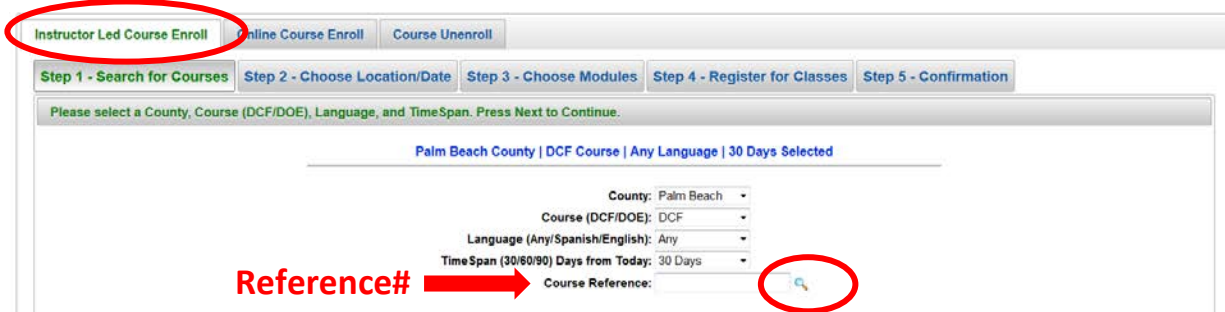 Instructor Led Course Enroll Online Course Enroll Course Unenroll
Step 1 - Search for Courses Step 2 - Choose Location/Date Step 3 - Choose Modules Step 4 - Register for Classes Step 5 - Confirmation
Please select a County, Course (DCF/DOE), Language, and TimeSpan. Press Next to Continue.
Palm Beach County | DCF Course | Any Language | 30 Days Selected
County: Palm Beach
Course (DCF/DOE): DCF
Language (Any/Spanish/English): Any
TimeSpan (30/60/90) Days from Today: 30 Days
Reference# Course Reference: